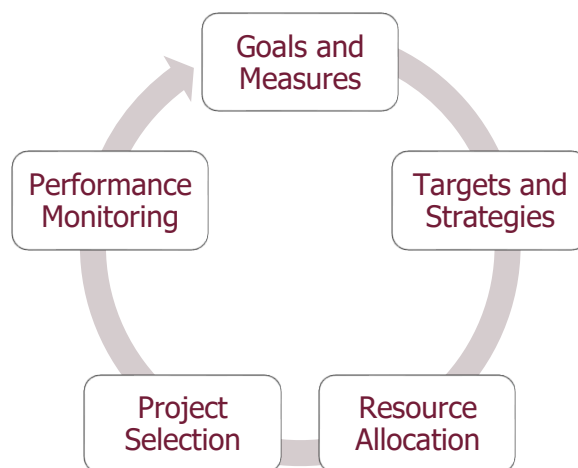 Goals and
Measures
Targets and
Strategies
Resource
Allocation
Project
Selection
Performance
Monitoring